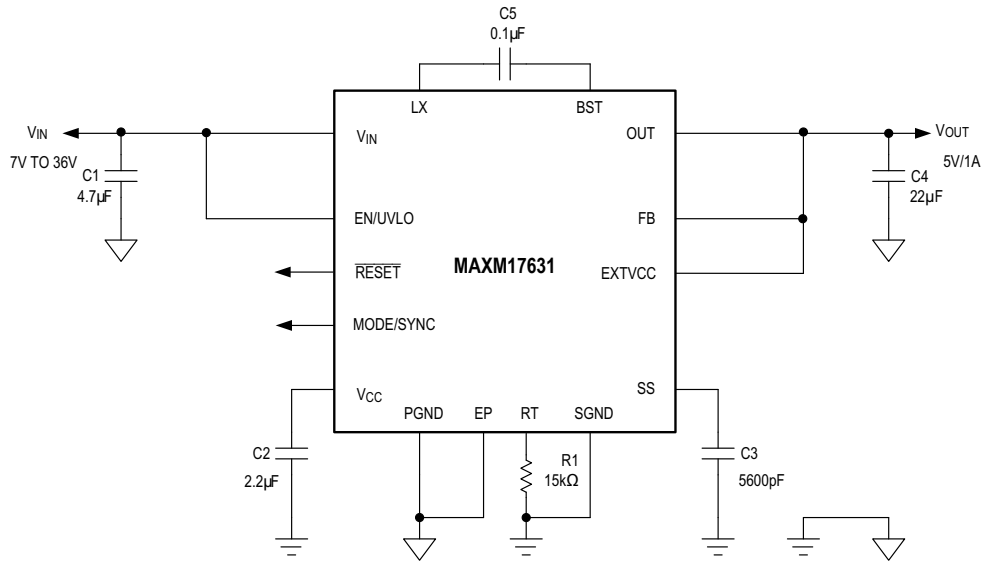 C5
0.1µF
LX
BST
VIN
7V TO 36V
C1
4.7µF
VIN
OUT
VOUT
5V/1A
C4
22µF
EN/UVLO
FB
MAXM17631
RESET
EXTVCC
MODE/SYNC
VCC
SS
PGND
EP
RT
SGND
C2
2.2µF
R1
15kΩ
C3
5600pF